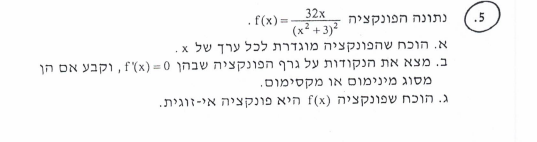 5. נתונה הפונקציה f(x) = 32x / (x² + 3)² .
א. הוכח שהפונקציה מוגדרת לכל ערך של x .
ב. מצא את הנקודות על גרף הפונקציה שבהן f'(x) = 0 , וקבע אם הן
מסוג מינימום או מקסימום.
ג. הוכח שפונקציה f(x) היא פונקציה אי-זוגית.